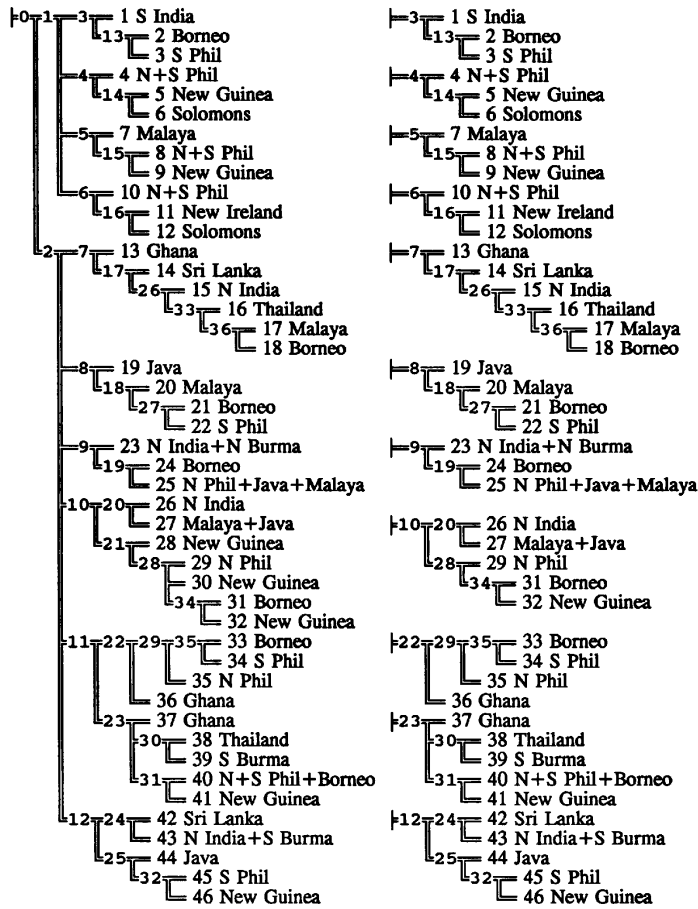 0 1 3 1 S India 3 1 S India
13 2 Borneo 13 2 Borneo
3 S Phil 3 S Phil
4 4 N+S Phil 4 4 N+S Phil
14 5 New Guinea 14 5 New Guinea
6 Solomons 6 Solomons
5 7 Malaya 5 7 Malaya
15 8 N+S Phil 15 8 N+S Phil
9 New Guinea 9 New Guinea
6 10 N+S Phil 6 10 N+S Phil
16 11 New Ireland 16 11 New Ireland
12 Solomons 12 Solomons
2 7 13 Ghana 7 13 Ghana
17 14 Sri Lanka 17 14 Sri Lanka
26 15 N India 26 15 N India
33 16 Thailand 33 16 Thailand
36 17 Malaya 36 17 Malaya
18 Borneo 18 Borneo
8 19 Java 8 19 Java
18 20 Malaya 18 20 Malaya
27 21 Borneo 27 21 Borneo
22 S Phil 22 S Phil
9 23 N India+N Burma 9 23 N India+N Burma
19 24 Borneo 19 24 Borneo
25 N Phil+Java+Malaya 25 N Phil+Java+Malaya
10 20 26 N India
27 Malaya+Java 10 20 26 N India
21 28 New Guinea 27 Malaya+Java
28 29 N Phil 28 29 N Phil
30 New Guinea 34 31 Borneo
34 31 Borneo 32 New Guinea
32 New Guinea
11 22 29 35 33 Borneo 22 29 35 33 Borneo
34 S Phil 34 S Phil
35 N Phil 35 N Phil
36 Ghana 36 Ghana
23 37 Ghana 23 37 Ghana
30 38 Thailand 30 38 Thailand
39 S Burma 39 S Burma
31 40 N+S Phil+Borneo 31 40 N+S Phil+Borneo
41 New Guinea 41 New Guinea
12 24 42 Sri Lanka 12 24 42 Sri Lanka
43 N India+S Burma 43 N India+S Burma
25 44 Java 25 44 Java
32 45 S Phil 32 45 S Phil
46 New Guinea 46 New Guinea